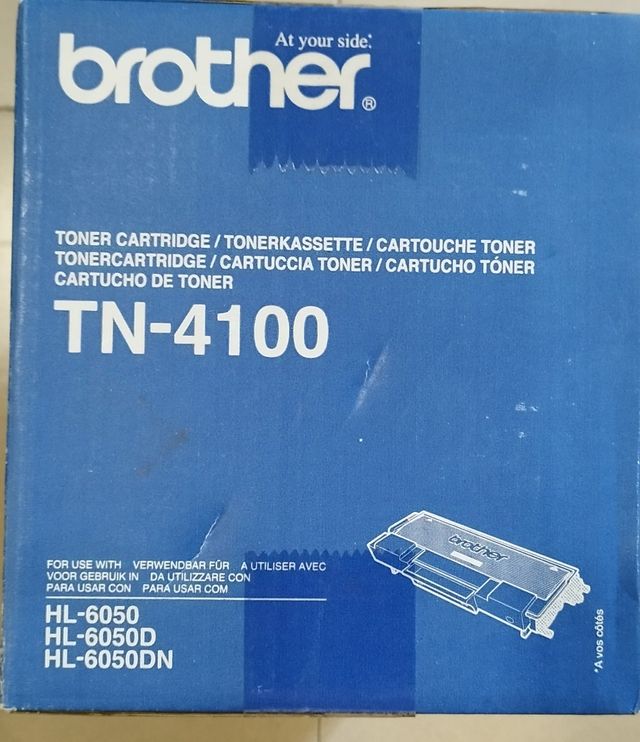 At your side.
brother®
TONER CARTRIDGE / TONERKASSETTE / CARTOUCHE TONER
TONERCARTRIDGE / CARTUCCIA TONER / CARTUCHO TÓNER
CARTUCHO DE TONER
TN-4100
brother
FOR USE WITH VERWENDBAR FÜR A UTILISER AVEC
VOOR GEBRUIK IN DA UTILIZZARE CON
PARA USAR CON PARA USAR COM
HL-6050
HL-6050D
HL-6050DN
*A vos côtés